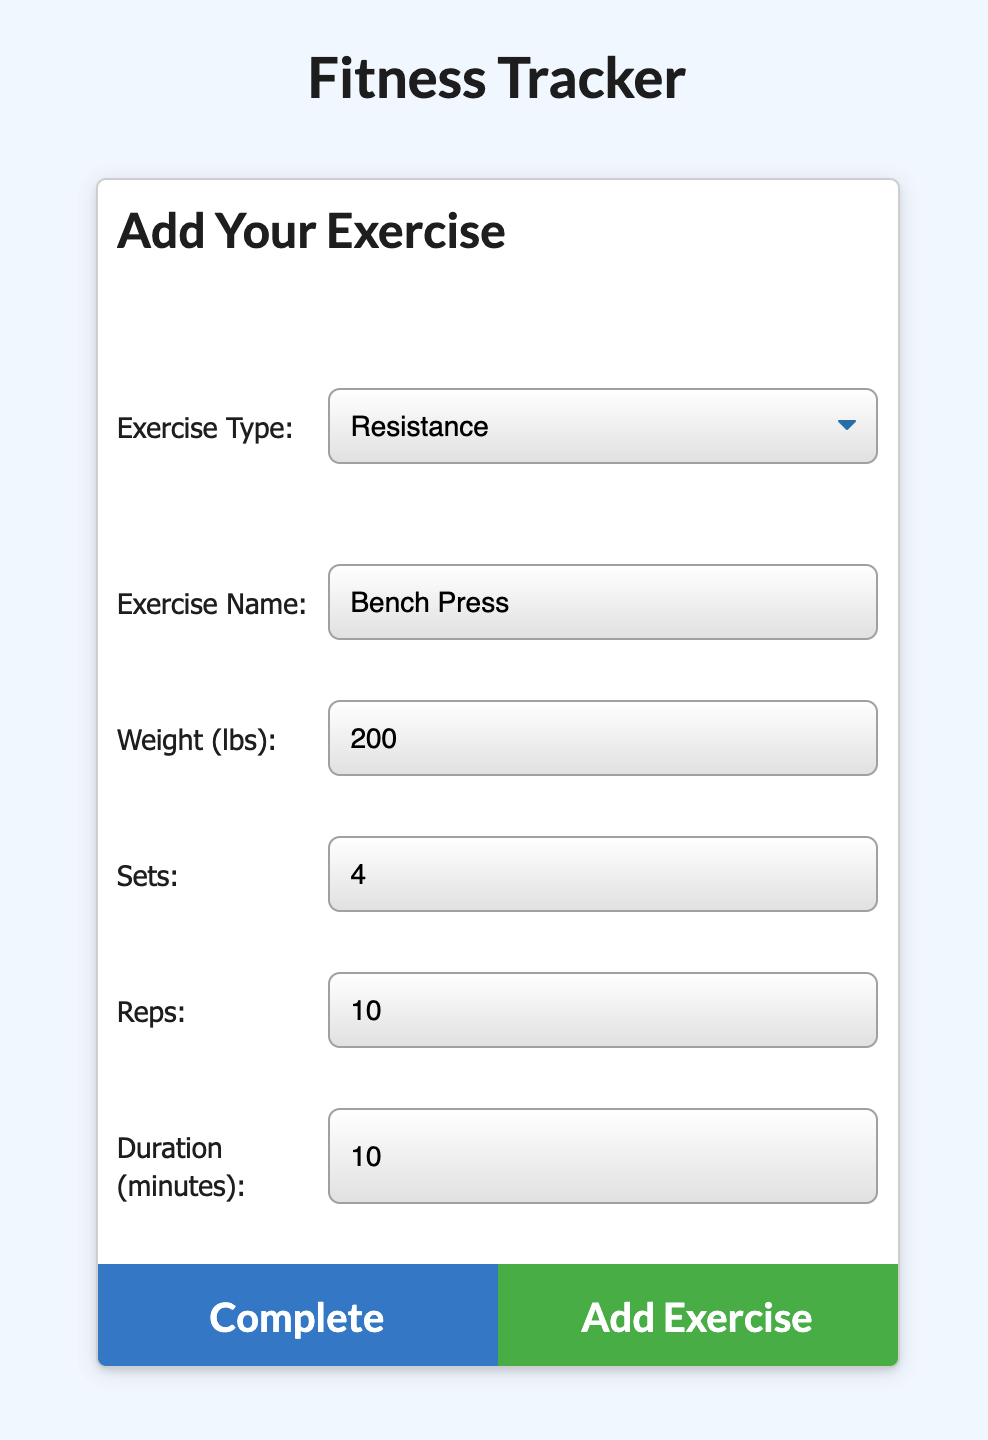 Fitness Tracker
Add Your Exercise
Exercise Type: Resistance
Exercise Name: Bench Press
Weight (lbs): 200
Sets: 4
Reps: 10
Duration
(minutes): 10
Complete Add Exercise